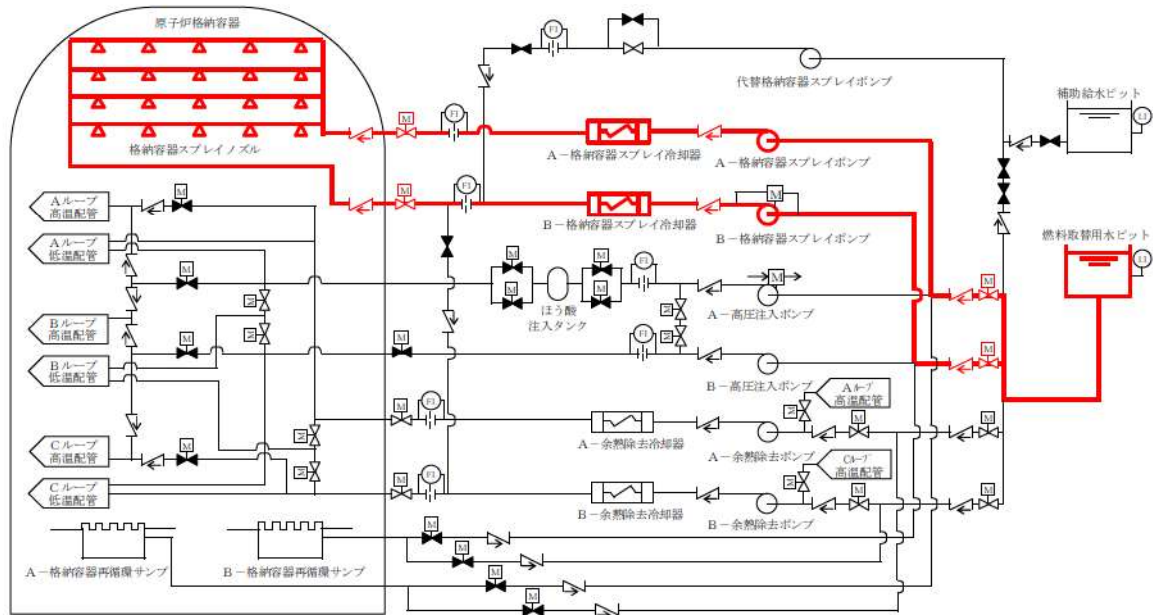 原子炉格納容器
格納容器スプレイノズル
M
FI
A-格納容器スプレイ冷却器
A-格納容器スプレイポンプ
FI
代替格納容器スプレイポンプ
補助給水ピット
LI
M
FI
B-格納容器スプレイ冷却器
M
B-格納容器スプレイポンプ
燃料取替用水ピット
LI
Aループ
高温配管
M
Aループ
低温配管
M
M
M
ほう酸
注入タンク
M
M
FI
M
A-高圧注入ポンプ
M
M
M
M
M
Bループ
高温配管
M
M
FI
B-高圧注入ポンプ
M
Bループ
低温配管
M
M
FI
A-余熱除去冷却器
A-余熱除去ポンプ
M
Aループ
高温配管
M
M
Cループ
高温配管
M
M
Cループ
低温配管
M
FI
B-余熱除去冷却器
B-余熱除去ポンプ
M
Cループ
高温配管
M
M
A-格納容器再循環サンプ
B-格納容器再循環サンプ
M
M
M
M